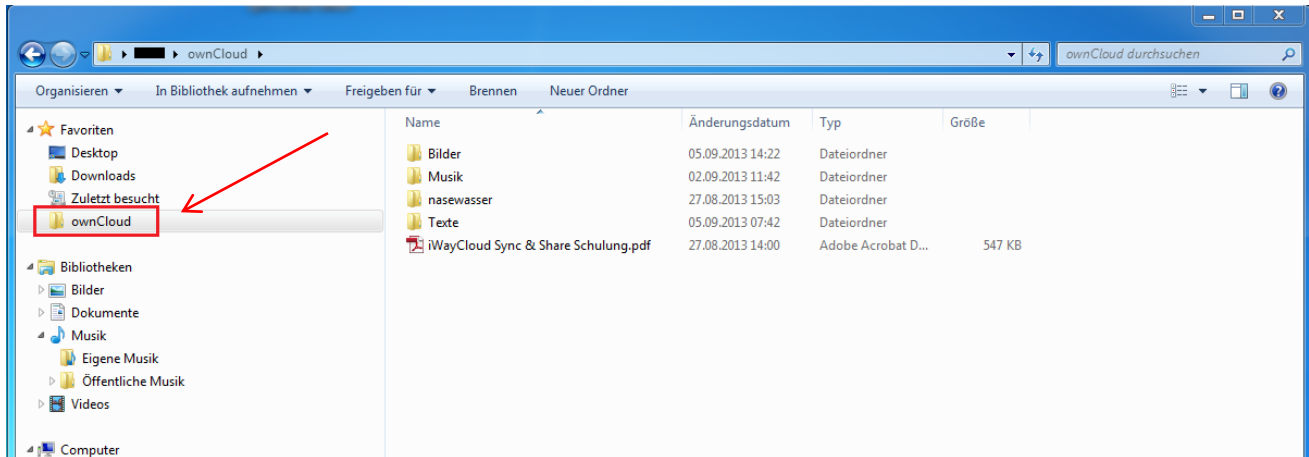 ownCloud
ownCloud durchsuchen
Organisieren In Bibliothek aufnehmen Freigeben für Brennen Neuer Ordner
Favoriten
Desktop
Downloads
Zuletzt besucht
ownCloud
Bibliotheken
Bilder
Dokumente
Musik
Eigene Musik
Öffentliche Musik
Videos
Computer
Name Änderungsdatum Typ Größe
Bilder 05.09.2013 14:22 Dateiordner
Musik 02.09.2013 11:42 Dateiordner
nasewasser 27.08.2013 15:03 Dateiordner
Texte 05.09.2013 07:42 Dateiordner
iWayCloud Sync & Share Schulung.pdf 27.08.2013 14:00 Adobe Acrobat D... 547 KB